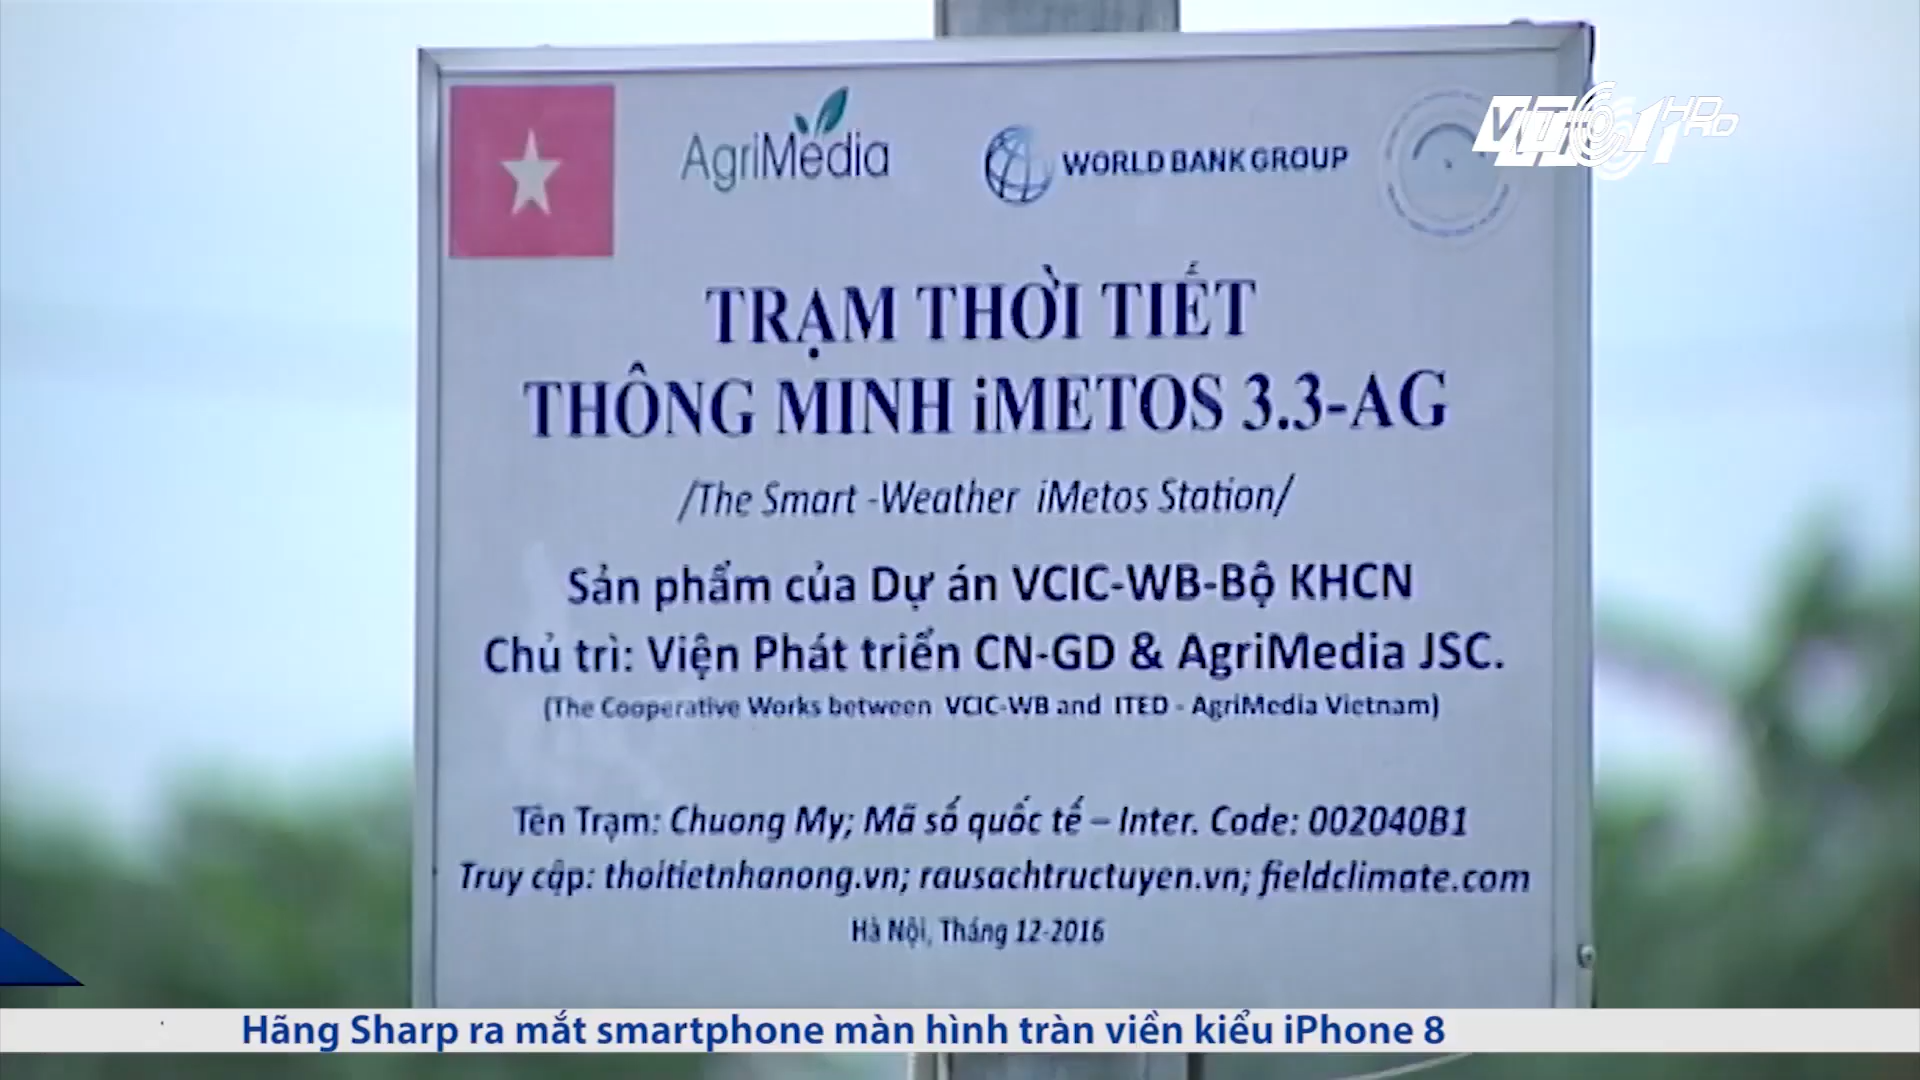 AgriMedia
WORLD BANK GROUP
TRẠM THỜI TIẾT
THÔNG MINH iMETOS 3.3-AG
/The Smart -Weather iMetos Station/
Sản phẩm của Dự án VCIC-WB-Bộ KHCN
Chủ trì: Viện Phát triển CN-GD & AgriMedia JSC.
(The Cooperative Works between VCIC-WB and ITED - AgriMedia Vietnam)
Tên Trạm: Chuong My; Mã số quốc tế – Inter. Code: 002040B1
Truy cập: thoitietnhanong.vn; rausachtructuyen.vn; fieldclimate.com
Hà Nội, Tháng 12-2016
Hãng Sharp ra mắt smartphone màn hình tràn viền kiểu iPhone 8